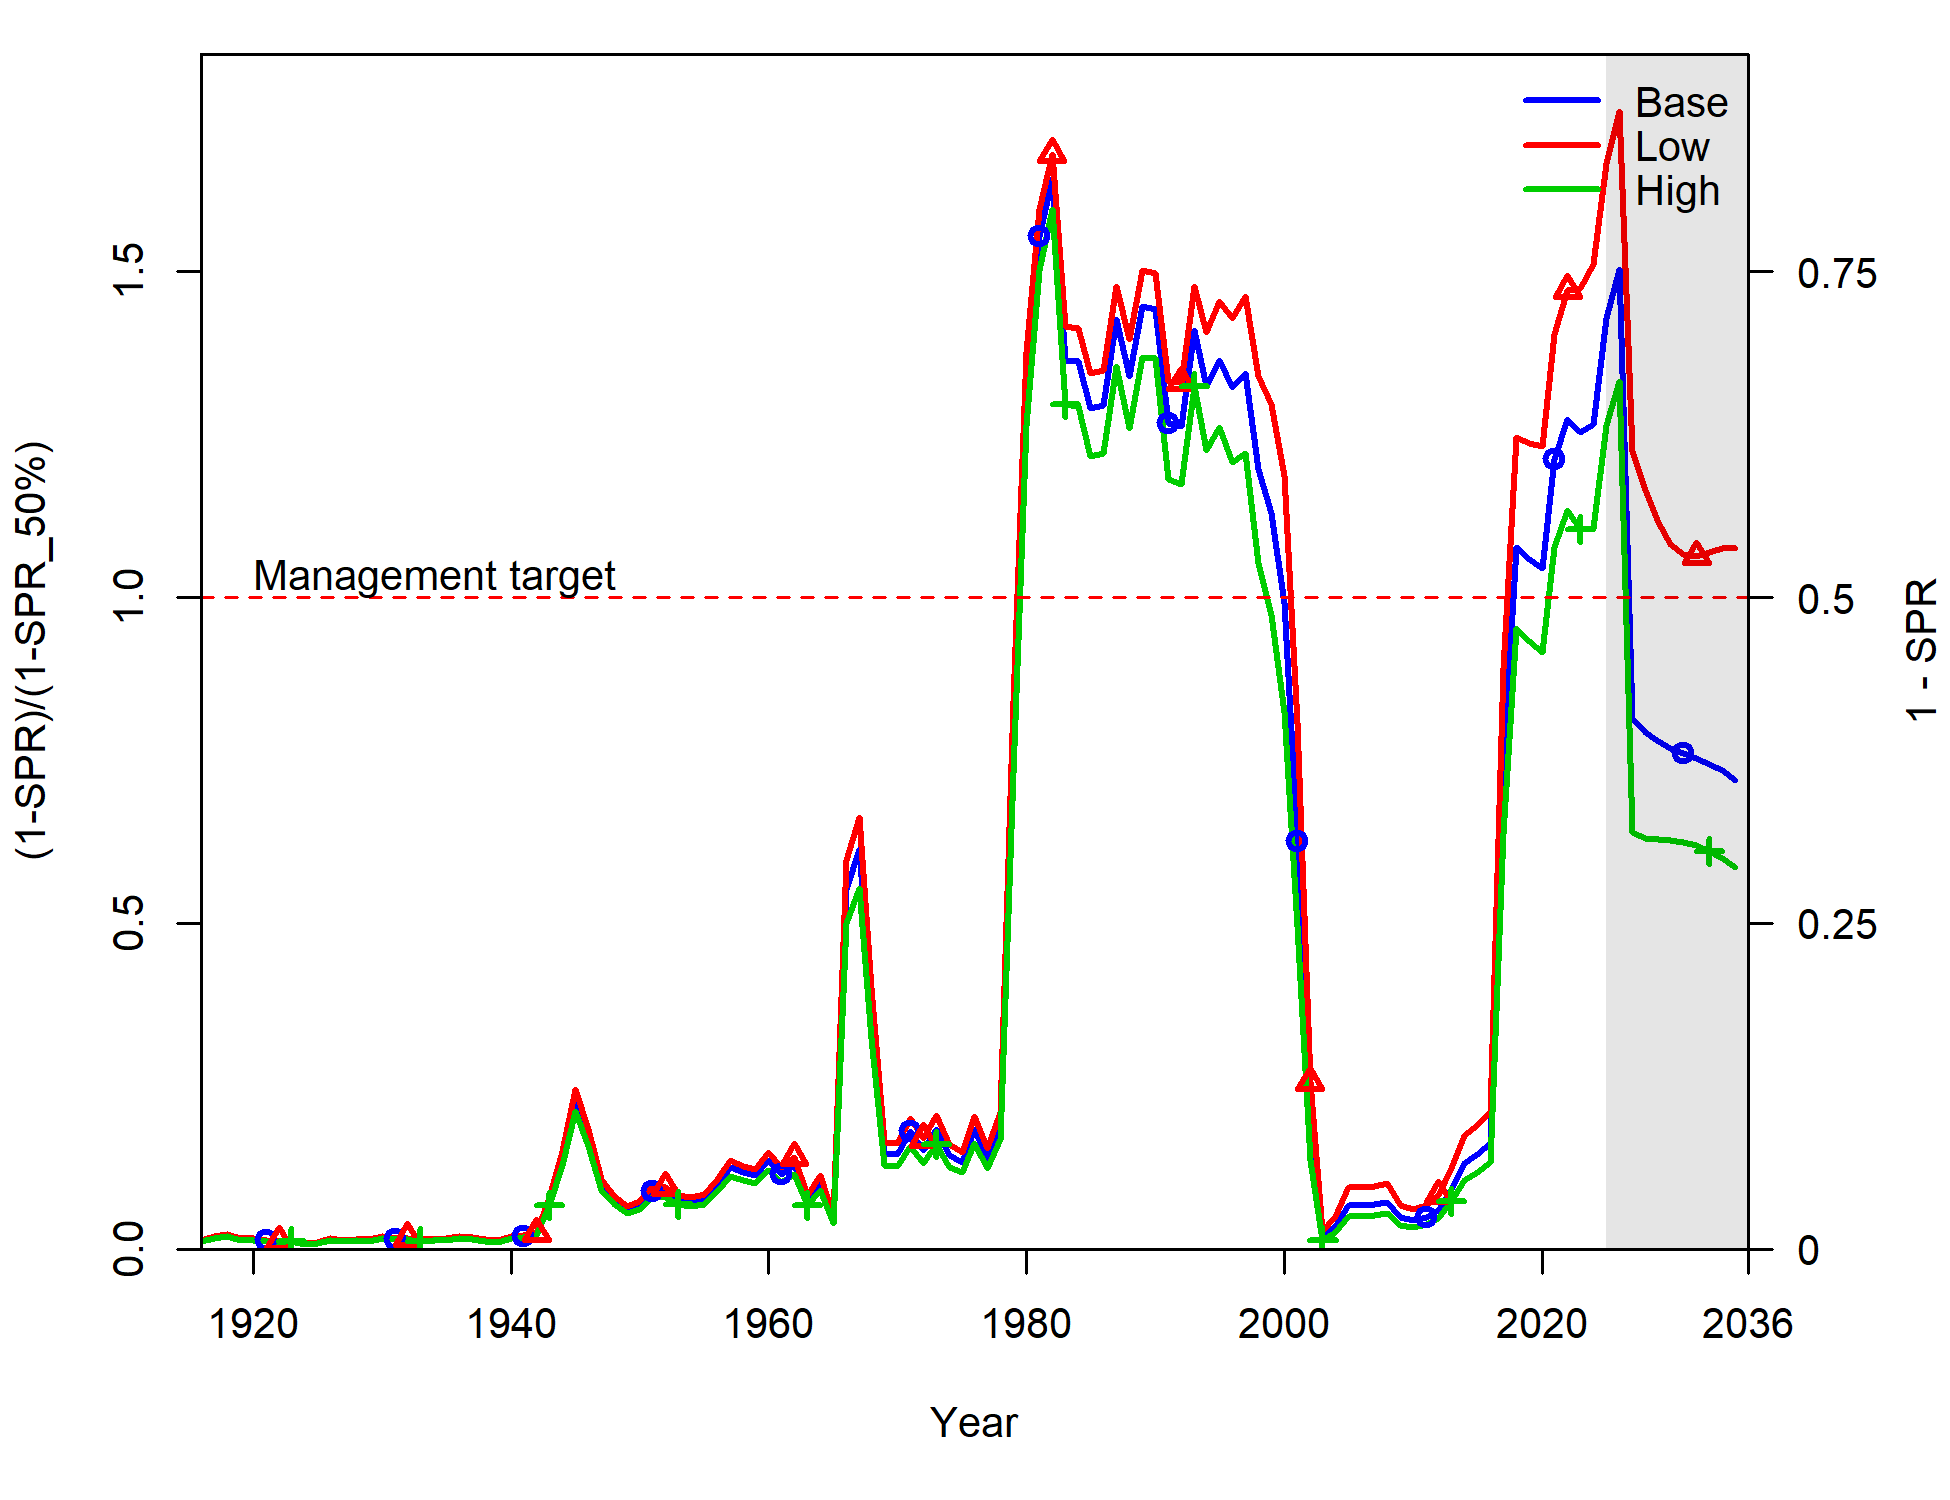 Base
Low
High
Management target
(1-SPR)/(1-SPR_50%)
0.0
0.5
1.0
1.5
1 - SPR
0
0.25
0.5
0.75
1920
1940
1960
1980
2000
2020
2036
Year